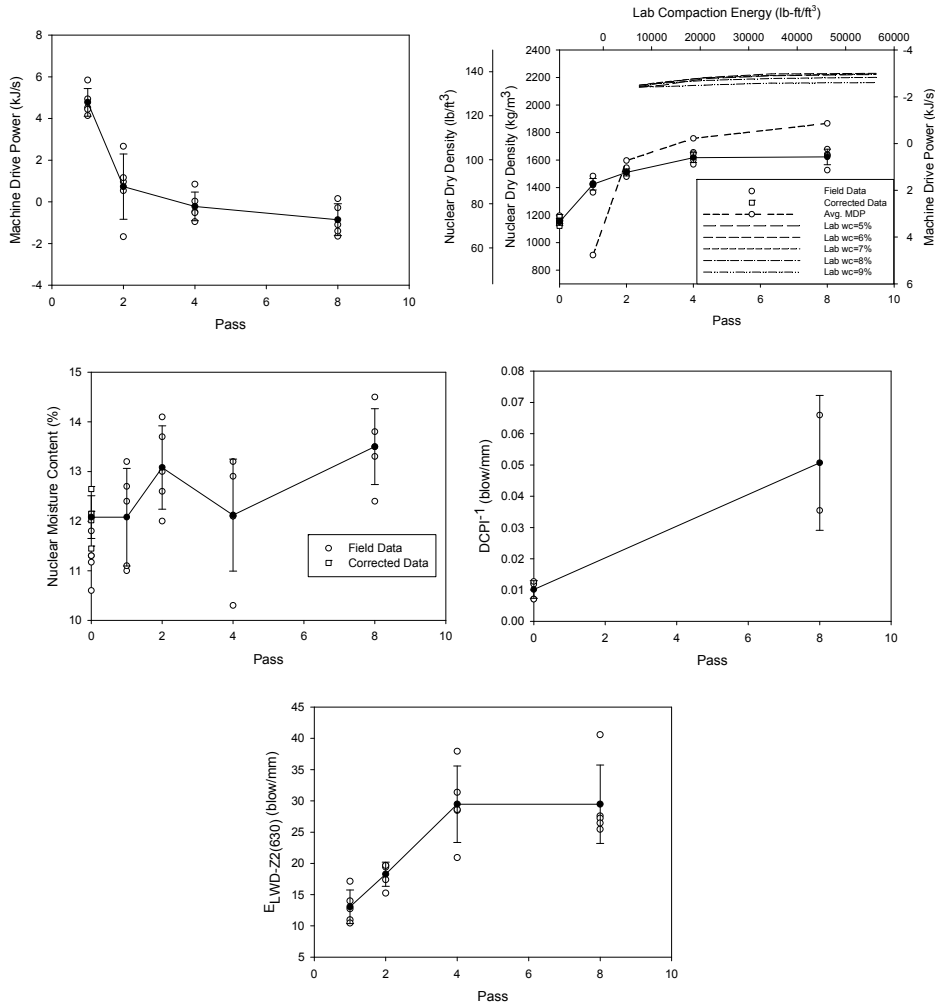 Machine Drive Power (kJ/s)
8
6
4
2
0
-2
-4
0 2 4 6 8 10
Pass
Lab Compaction Energy (lb-ft/ft3)
0 10000 20000 30000 40000 50000 60000
Nuclear Dry Density (lb/ft3)
140
120
100
80
60
Nuclear Dry Density (kg/m3)
2400
2200
2000
1800
1600
1400
1200
1000
800
Machine Drive Power (kJ/s)
-4
-2
0
2
4
6
Field Data
Corrected Data
Avg. MDP
Lab wc=5%
Lab wc=6%
Lab wc=7%
Lab wc=8%
Lab wc=9%
0 2 4 6 8 10
Pass
Nuclear Moisture Content (%)
15
14
13
12
11
10
Field Data
Corrected Data
0 2 4 6 8 10
Pass
DCPI-1 (blow/mm)
0.08
0.07
0.06
0.05
0.04
0.03
0.02
0.01
0.00
0 2 4 6 8 10
Pass
ELWD-Z2(630) (blow/mm)
45
40
35
30
25
20
15
10
5
0 2 4 6 8 10
Pass